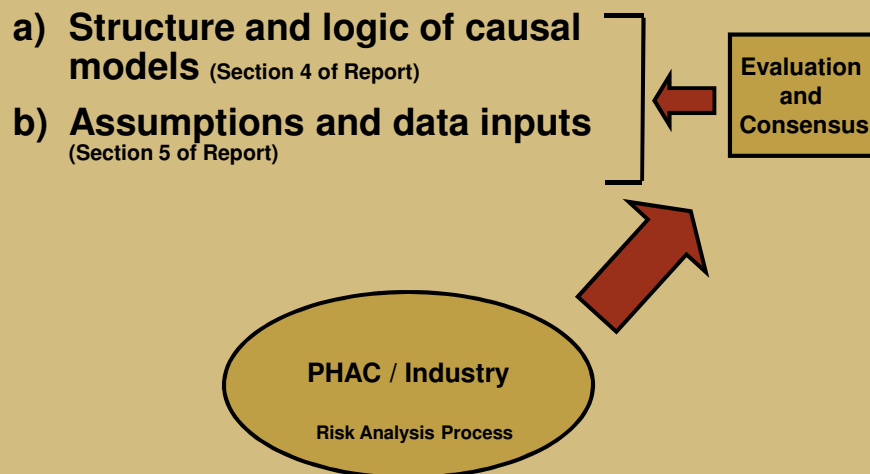 a) Structure and logic of causal
models (Section 4 of Report)
b) Assumptions and data inputs
(Section 5 of Report)
Evaluation
and
Consensus
PHAC / Industry
Risk Analysis Process